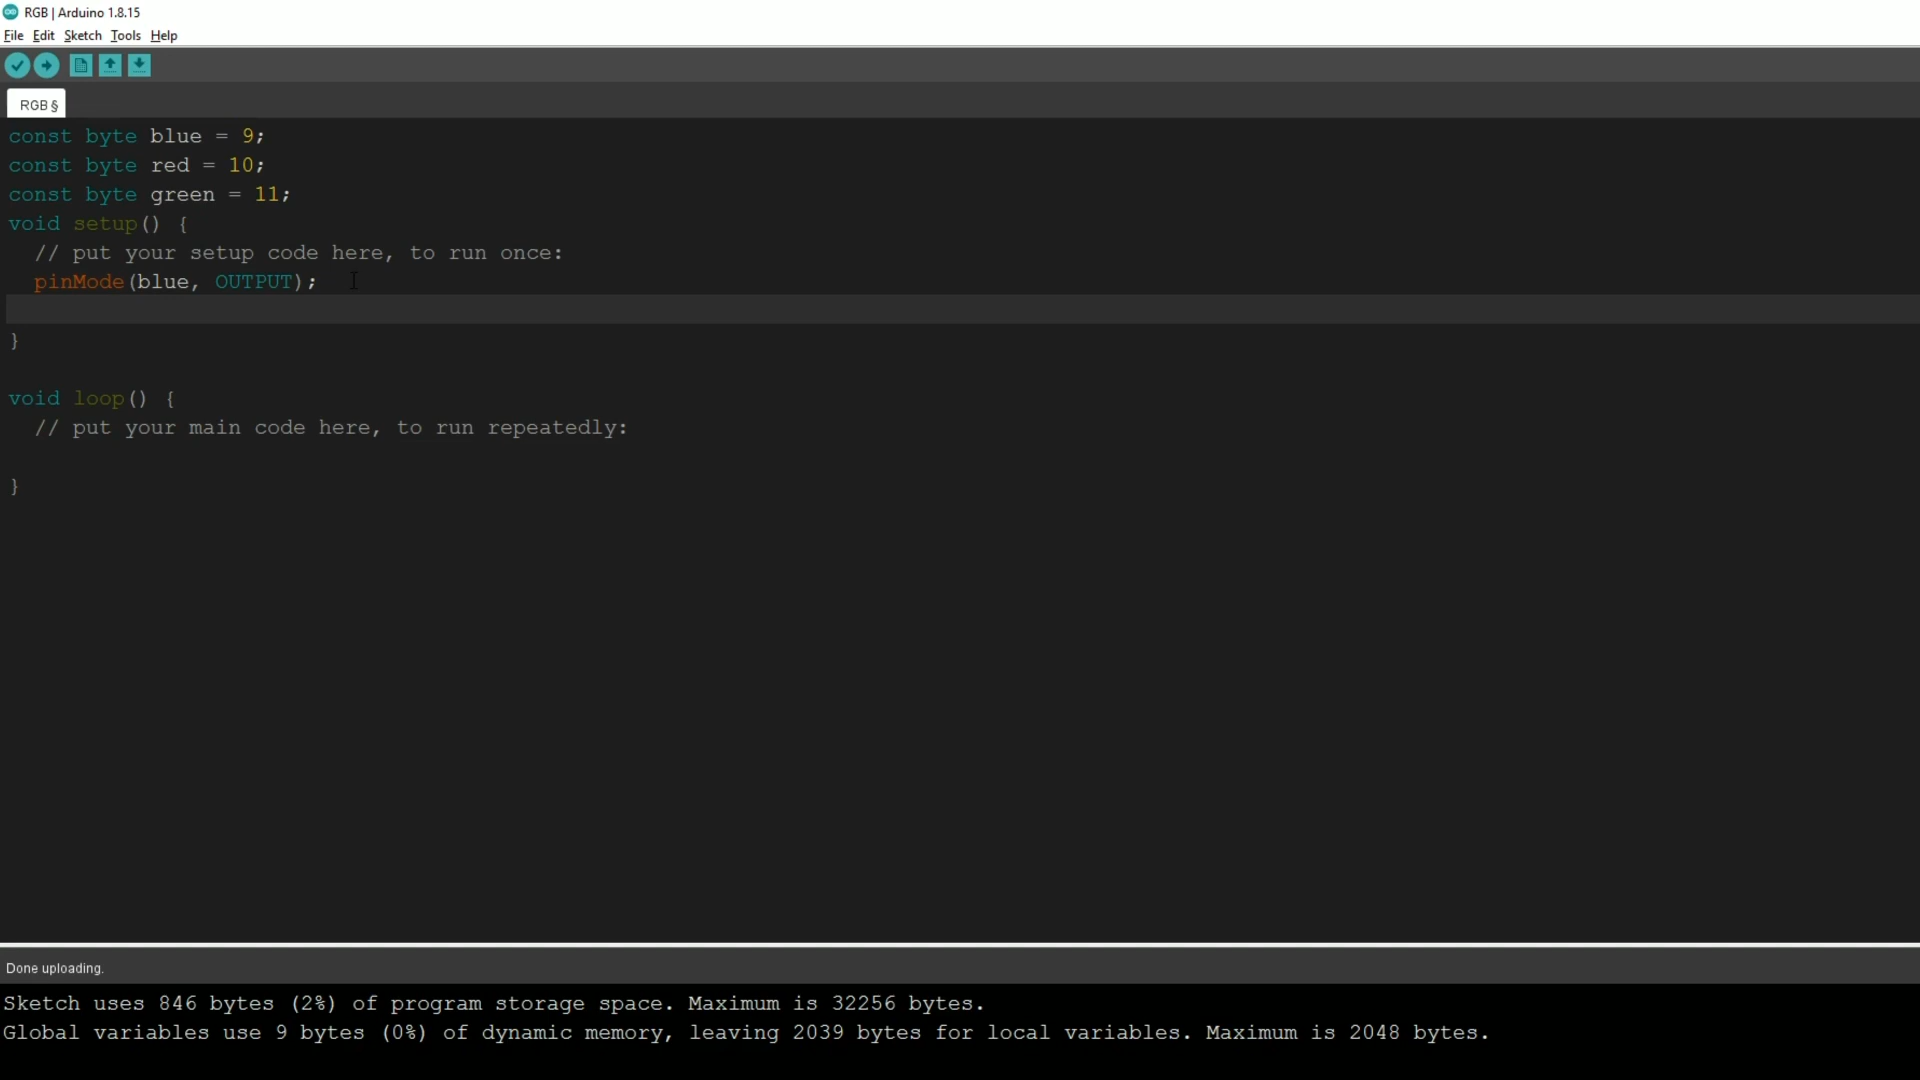 RGB | Arduino 1.8.15
File Edit Sketch Tools Help
RGB §
const byte blue = 9;
const byte red = 10;
const byte green = 11;
void setup() {
  // put your setup code here, to run once:
  pinMode(blue, OUTPUT);
}
void loop() {
  // put your main code here, to run repeatedly:
}
Done uploading.
Sketch uses 846 bytes (2%) of program storage space. Maximum is 32256 bytes.
Global variables use 9 bytes (0%) of dynamic memory, leaving 2039 bytes for local variables. Maximum is 2048 bytes.